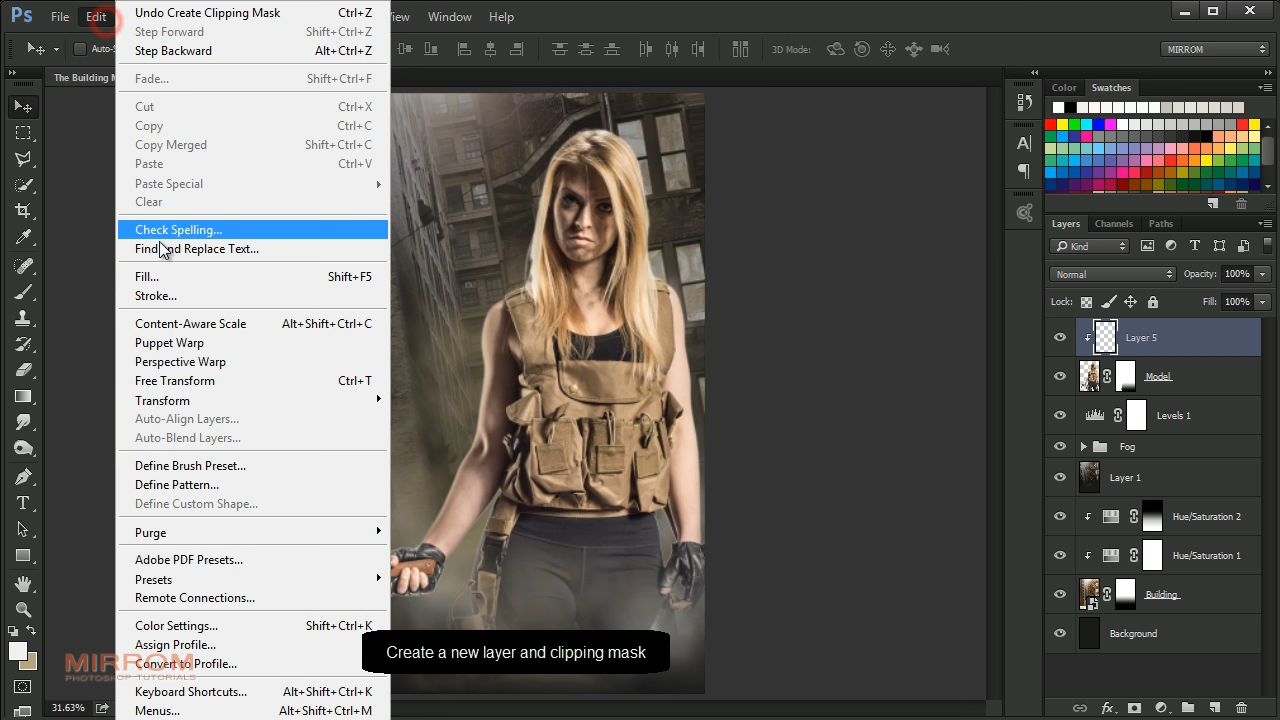 Ps File Edit View Window Help
Auto-S 3D Mode: MIRROM
The Building M
Undo Create Clipping Mask Ctrl+Z
Step Forward Shift+Ctrl+Z
Step Backward Alt+Ctrl+Z
Fade... Shift+Ctrl+F
Cut Ctrl+X
Copy Ctrl+C
Copy Merged Shift+Ctrl+C
Paste Ctrl+V
Paste Special
Clear
Check Spelling...
Find and Replace Text...
Fill... Shift+F5
Stroke...
Content-Aware Scale Alt+Shift+Ctrl+C
Puppet Warp
Perspective Warp
Free Transform Ctrl+T
Transform
Auto-Align Layers...
Auto-Blend Layers...
Define Brush Preset...
Define Pattern...
Define Custom Shape...
Purge
Adobe PDF Presets...
Presets
Remote Connections...
Color Settings... Shift+Ctrl+K
Assign Profile...
Convert to Profile...
Keyboard Shortcuts... Alt+Shift+Ctrl+K
Menus... Alt+Shift+Ctrl+M
Color Swatches
Layers Channels Paths
Kind
Normal Opacity: 100%
Lock: Fill: 100%
Layer 5
Model
Levels 1
Fog
Layer 1
Hue/Saturation 2
Hue/Saturation 1
Building
Background
Create a new layer and clipping mask
MIRROM
PHOTOSHOP TUTORIALS
31.63%